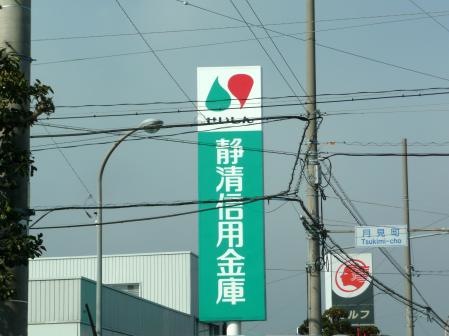 せいしん
静清信用金庫
月見町
Tsukimi-cho
ルフ